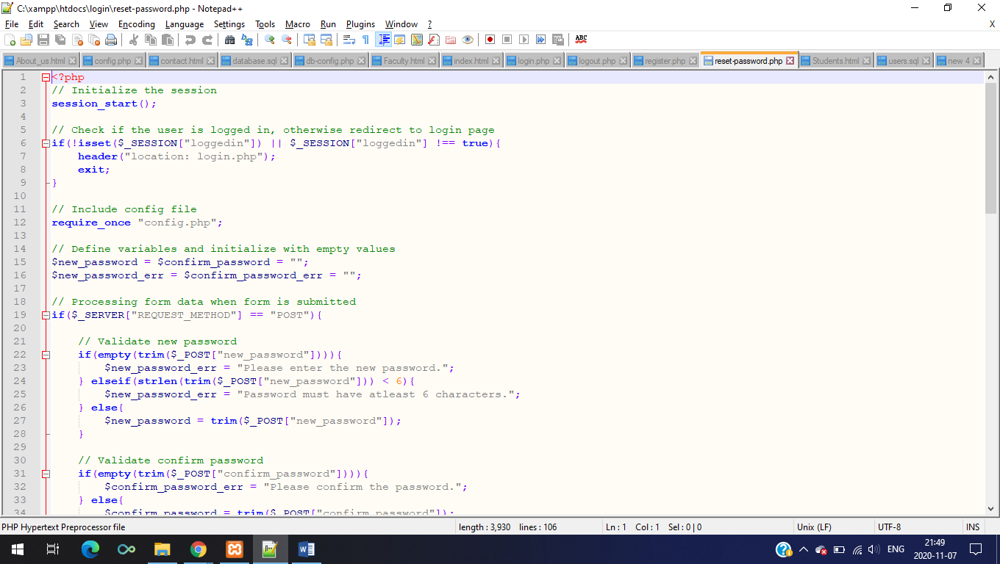 C:\xampp\htdocs\login\reset-password.php - Notepad++
File Edit Search View Encoding Language Settings Tools Macro Run Plugins Window ? X
ABC
About_us.html config.php contact.html database.sql db-config.php Faculty.html index.html login.php logout.php register.php reset-password.php Students.html users.sql new 4
1 <?php
2 // Initialize the session
3 session_start();
4
5 // Check if the user is logged in, otherwise redirect to login page
6 if(!isset($_SESSION["loggedin"]) || $_SESSION["loggedin"] !== true){
7 header("location: login.php");
8 exit;
9 }
10
11 // Include config file
12 require_once "config.php";
13
14 // Define variables and initialize with empty values
15 $new_password = $confirm_password = "";
16 $new_password_err = $confirm_password_err = "";
17
18 // Processing form data when form is submitted
19 if($_SERVER["REQUEST_METHOD"] == "POST"){
20
21 // Validate new password
22 if(empty(trim($_POST["new_password"]))){
23 $new_password_err = "Please enter the new password.";
24 } elseif(strlen(trim($_POST["new_password"])) < 6){
25 $new_password_err = "Password must have atleast 6 characters.";
26 } else{
27 $new_password = trim($_POST["new_password"]);
28 }
29
30 // Validate confirm password
31 if(empty(trim($_POST["confirm_password"]))){
32 $confirm_password_err = "Please confirm the password.";
33 } else{
34 $confirm_password = trim($_POST["confirm_password"]);
PHP Hypertext Preprocessor file length : 3,930 lines : 106 Ln : 1 Col : 1 Sel : 0 | 0 Unix (LF) UTF-8 INS
ENG 21:49
2020-11-07